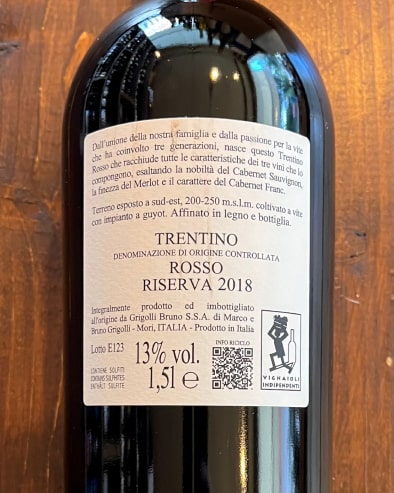 Dall'unione della nostra famiglia e dalla passione per la vite
che ha coinvolto tre generazioni, nasce questo Trentino
Rosso che racchiude tutte le caratteristiche dei tre vini che lo
compongono, esaltando la nobiltà del Cabernet Sauvignon,
la finezza del Merlot e il carattere del Cabernet Franc.
Terreno esposto a sud-est, 200-250 m.s.l.m. coltivato a vite
con impianto a guyot. Affinato in legno e bottiglia.
TRENTINO
DENOMINAZIONE DI ORIGINE CONTROLLATA
ROSSO
RISERVA 2018
Integralmente prodotto ed imbottigliato
all'origine da Grigolli Bruno S.S.A. di Marco e
Bruno Grigolli - Mori, ITALIA - Prodotto in Italia
Lotto E123
13% vol.
1,5l e
INFO RICICLO
CONTIENE SOLFITI
CONTAINS SULPHITES
ENTHÄLT SULFITE
VIGNAIOLI
INDIPENDENTI